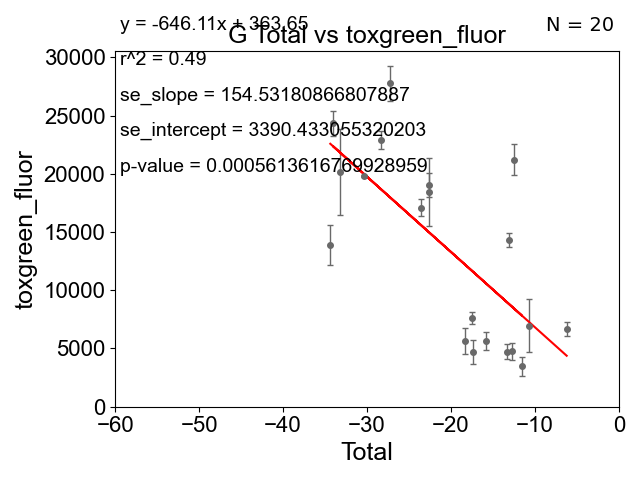 y = -646.11x + 363.65
N = 20
G Total vs toxgreen_fluor
r^2 = 0.49
se_slope = 154.53180866807887
se_intercept = 3390.433055320203
p-value = 0.0005613616769928959
30000
25000
20000
15000
10000
5000
0
toxgreen_fluor
−60 −50 −40 −30 −20 −10 0
Total